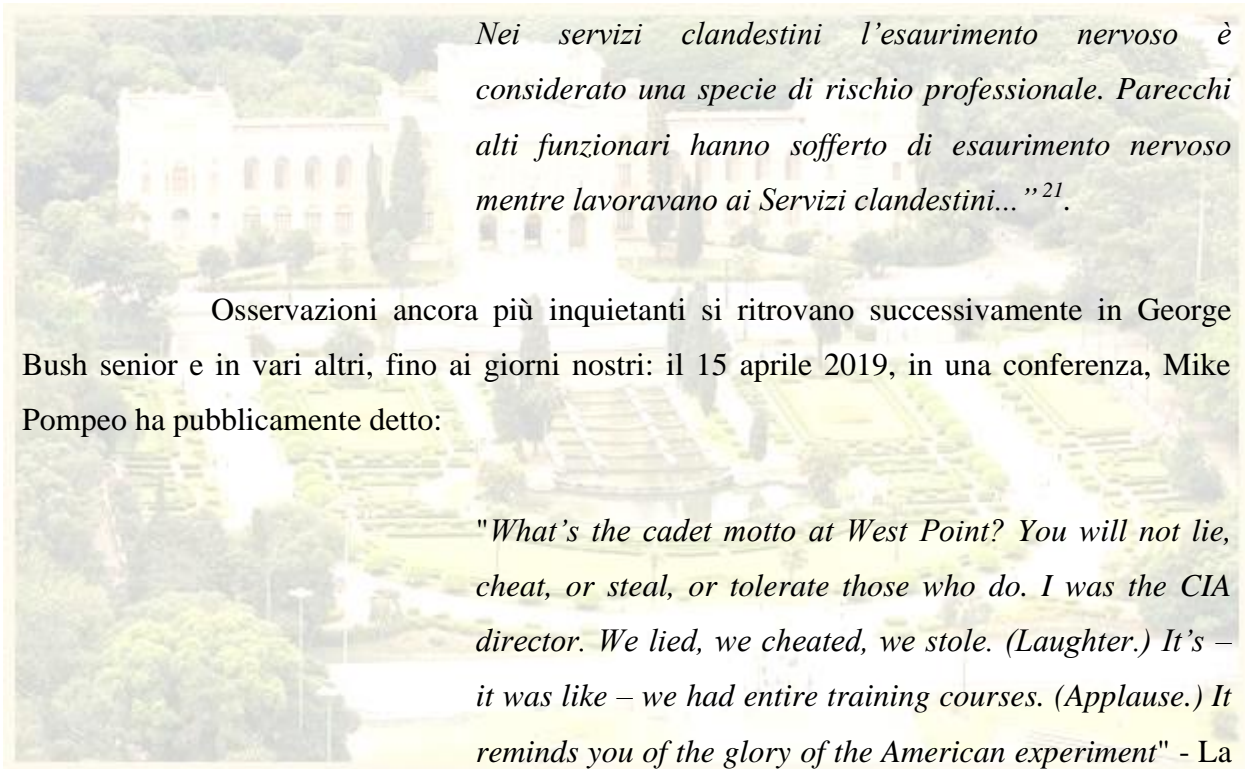 Nei servizi clandestini l’esaurimento nervoso è
considerato una specie di rischio professionale. Parecchi
alti funzionari hanno sofferto di esaurimento nervoso
mentre lavoravano ai Servizi clandestini...” 21.
Osservazioni ancora più inquietanti si ritrovano successivamente in George
Bush senior e in vari altri, fino ai giorni nostri: il 15 aprile 2019, in una conferenza, Mike
Pompeo ha pubblicamente detto:
"What’s the cadet motto at West Point? You will not lie,
cheat, or steal, or tolerate those who do. I was the CIA
director. We lied, we cheated, we stole. (Laughter.) It’s –
it was like – we had entire training courses. (Applause.) It
reminds you of the glory of the American experiment" - La